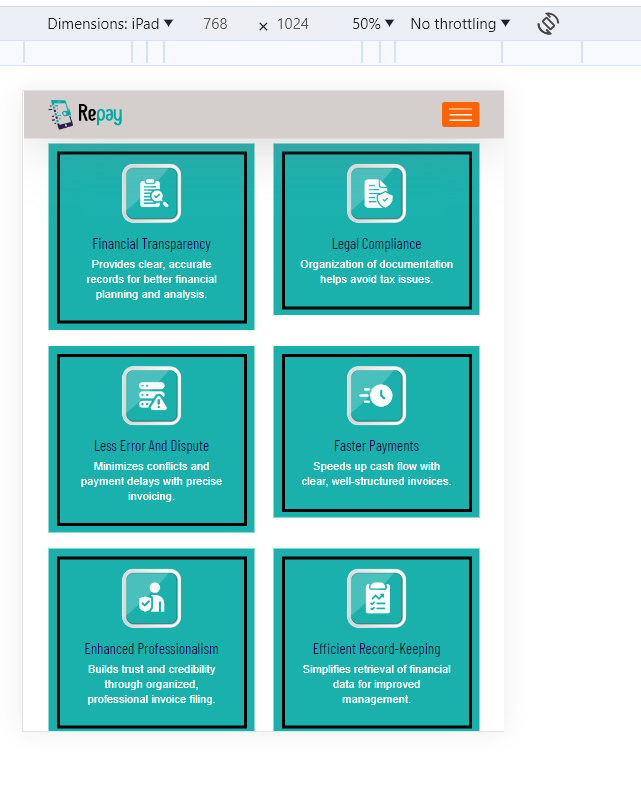 Dimensions: iPad ▼ 768 × 1024 50% ▼ No throttling ▼
Repay
Financial Transparency
Provides clear, accurate
records for better financial
planning and analysis.
Legal Compliance
Organization of documentation
helps avoid tax issues.
Less Error And Dispute
Minimizes conflicts and
payment delays with precise
invoicing.
Faster Payments
Speeds up cash flow with
clear, well-structured invoices.
Enhanced Professionalism
Builds trust and credibility
through organized,
professional invoice filing.
Efficient Record-Keeping
Simplifies retrieval of financial
data for improved
management.